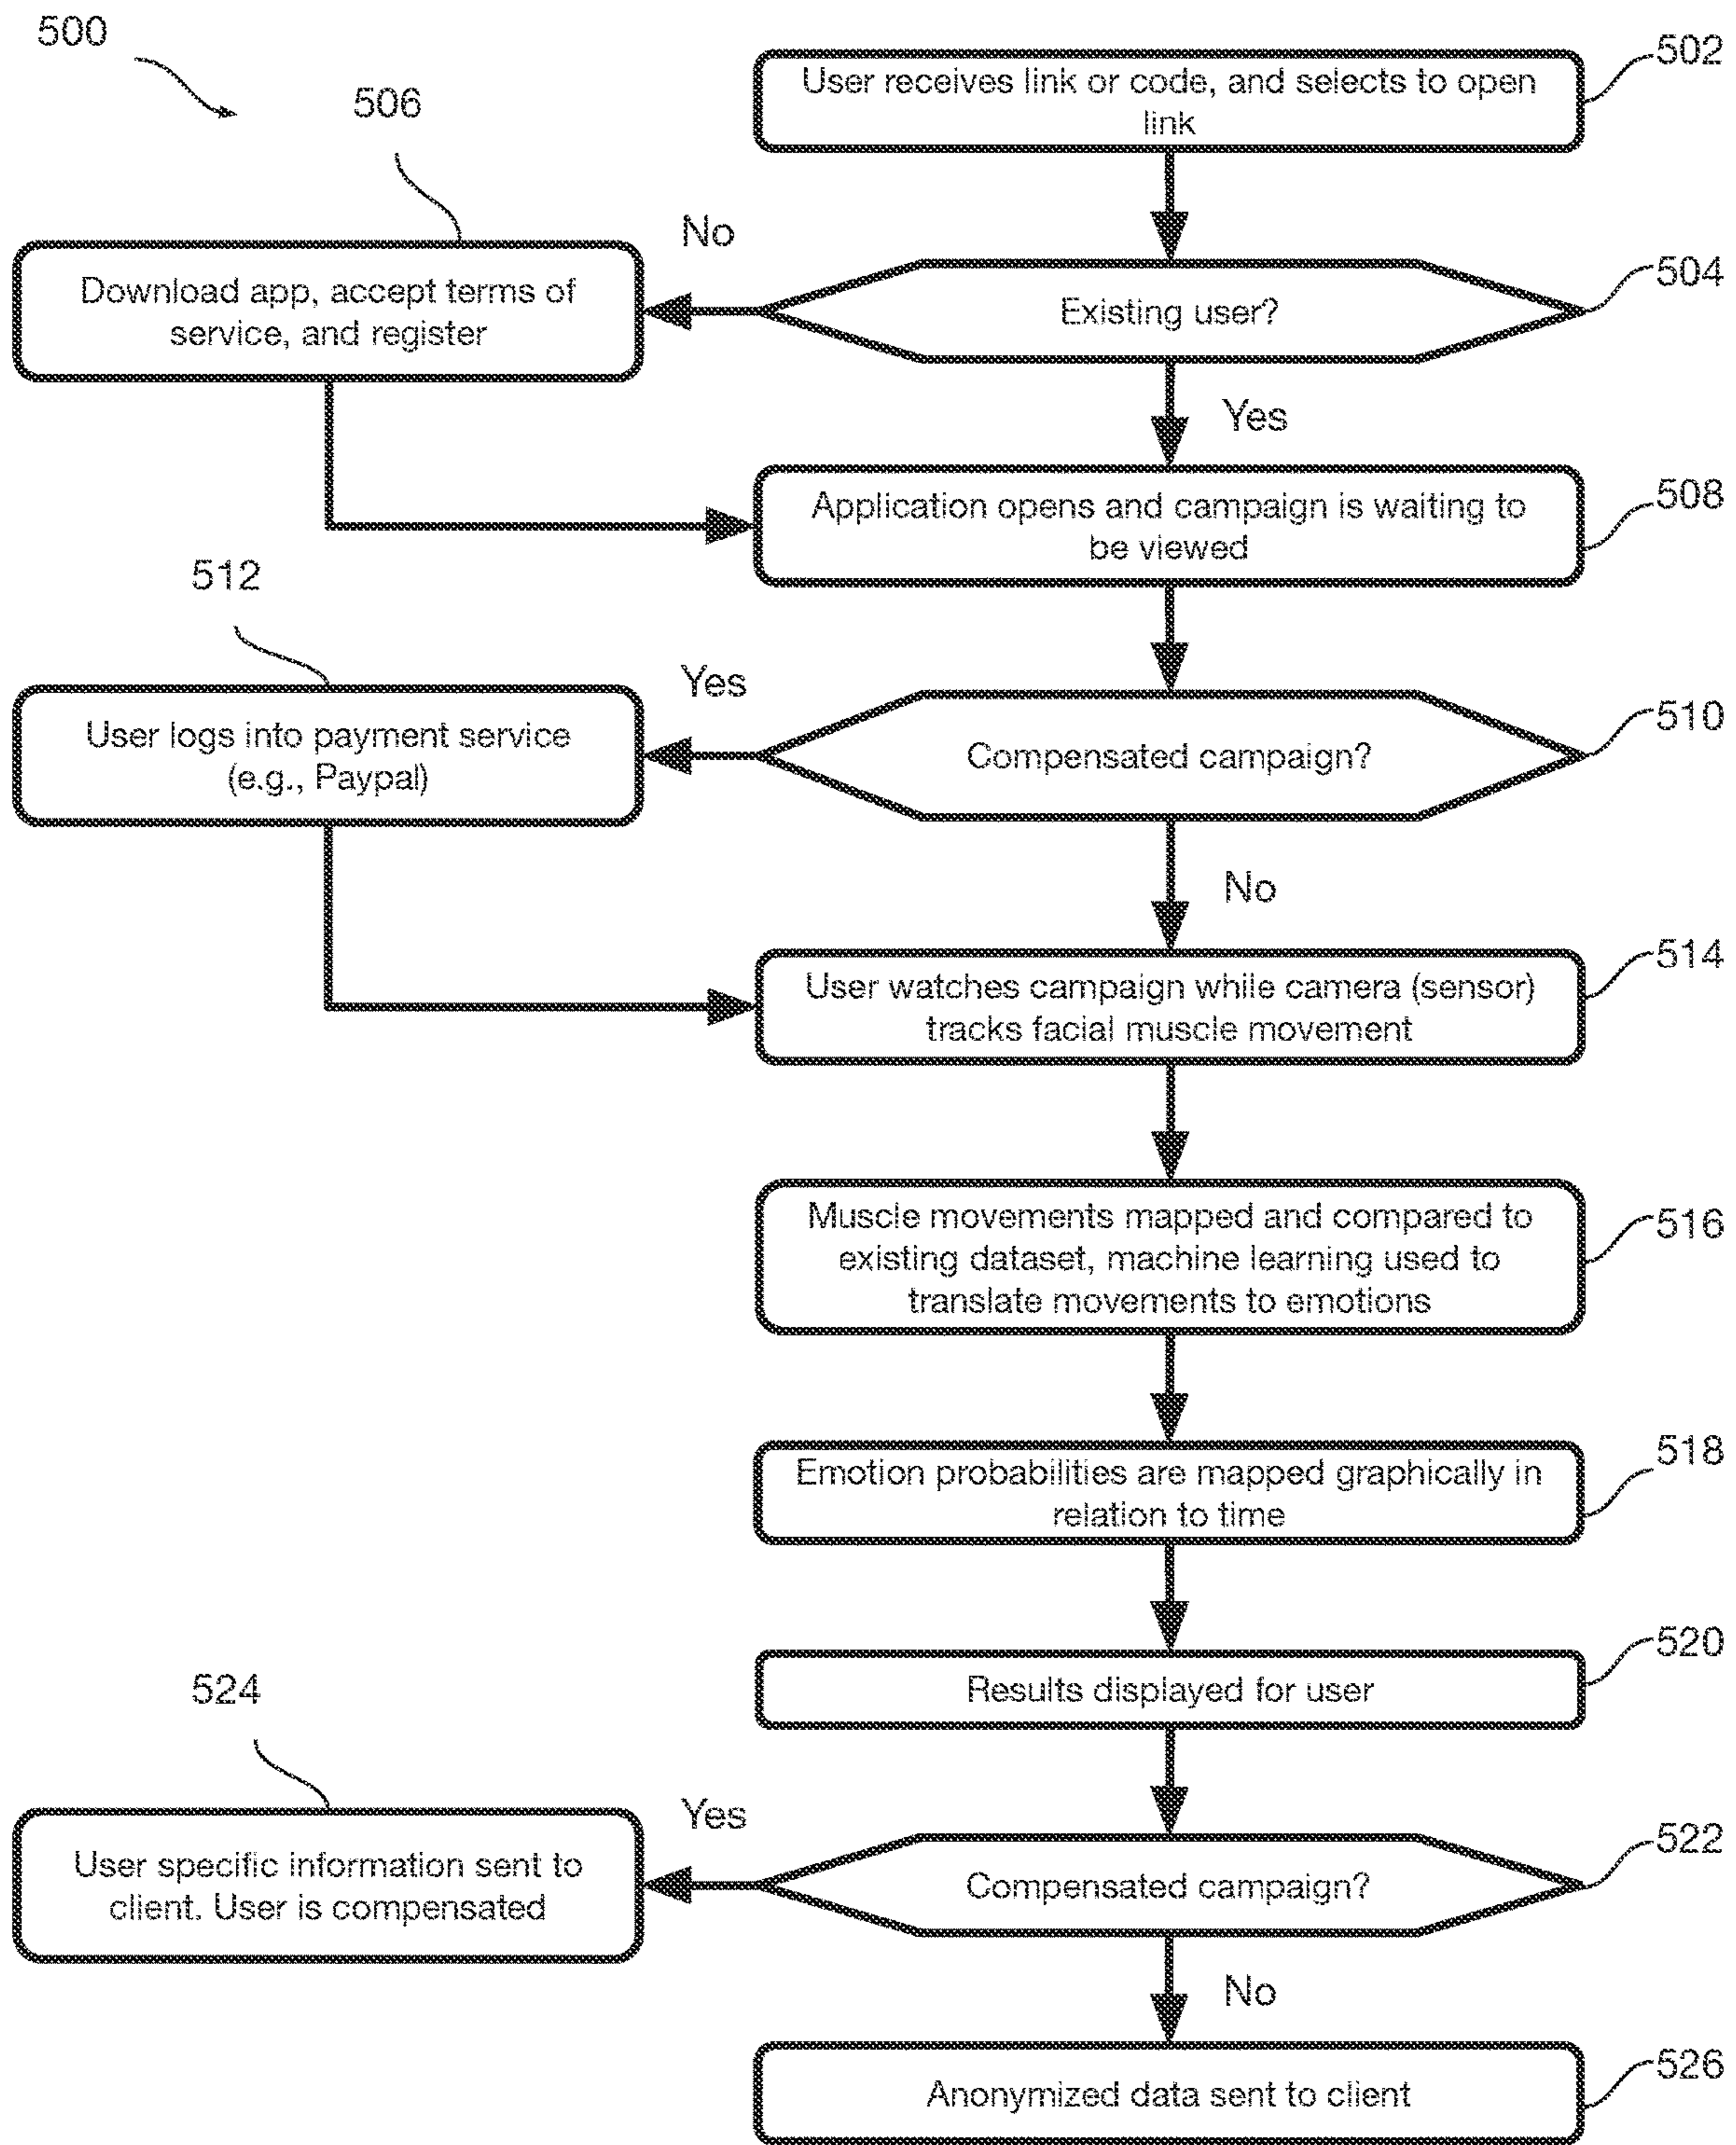 500
502
User receives link or code, and selects to open
link
506
No
504
Download app, accept terms of
service, and register
Existing user?
Yes
508
Application opens and campaign is waiting to
be viewed
512
Yes
510
User logs into payment service
(e.g., Paypal)
Compensated campaign?
No
514
User watches campaign while camera (sensor)
tracks facial muscle movement
516
Muscle movements mapped and compared to
existing dataset, machine learning used to
translate movements to emotions
518
Emotion probabilities are mapped graphically in
relation to time
520
Results displayed for user
524
Yes
522
User specific information sent to
client. User is compensated
Compensated campaign?
No
526
Anonymized data sent to client